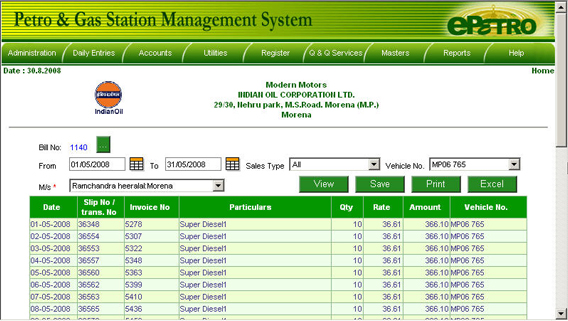 Petro & Gas Station Management System
ePetro
Administration Daily Entries Accounts Utilities Register Q & Q Services Masters Reports Help
Date : 30.8.2008 Home
Modern Motors
INDIAN OIL CORPORATION LTD.
29/30, Nehru park, M.S.Road. Morena (M.P.)
Morena
IndianOil
Bill No: 1140 ...
From 01/05/2008 To 31/05/2008 Sales Type All Vehicle No. MP06 765
M/s * Ramchandra heeralal:Morena View Save Print Excel
Date Slip No / trans. No Invoice No Particulars Qty Rate Amount Vehicle No.
01-05-2008 36348 5278 Super Diesel1 10 36.61 366.10 MP06 765
02-05-2008 36554 5307 Super Diesel1 10 36.61 366.10 MP06 765
03-05-2008 36553 5322 Super Diesel1 10 36.61 366.10 MP06 765
04-05-2008 36557 5348 Super Diesel1 10 36.61 366.10 MP06 765
05-05-2008 36560 5363 Super Diesel1 10 36.61 366.10 MP06 765
06-05-2008 36562 5399 Super Diesel1 10 36.61 366.10 MP06 765
07-05-2008 36563 5410 Super Diesel1 10 36.61 366.10 MP06 765
08-05-2008 36565 5436 Super Diesel1 10 36.61 366.10 MP06 765